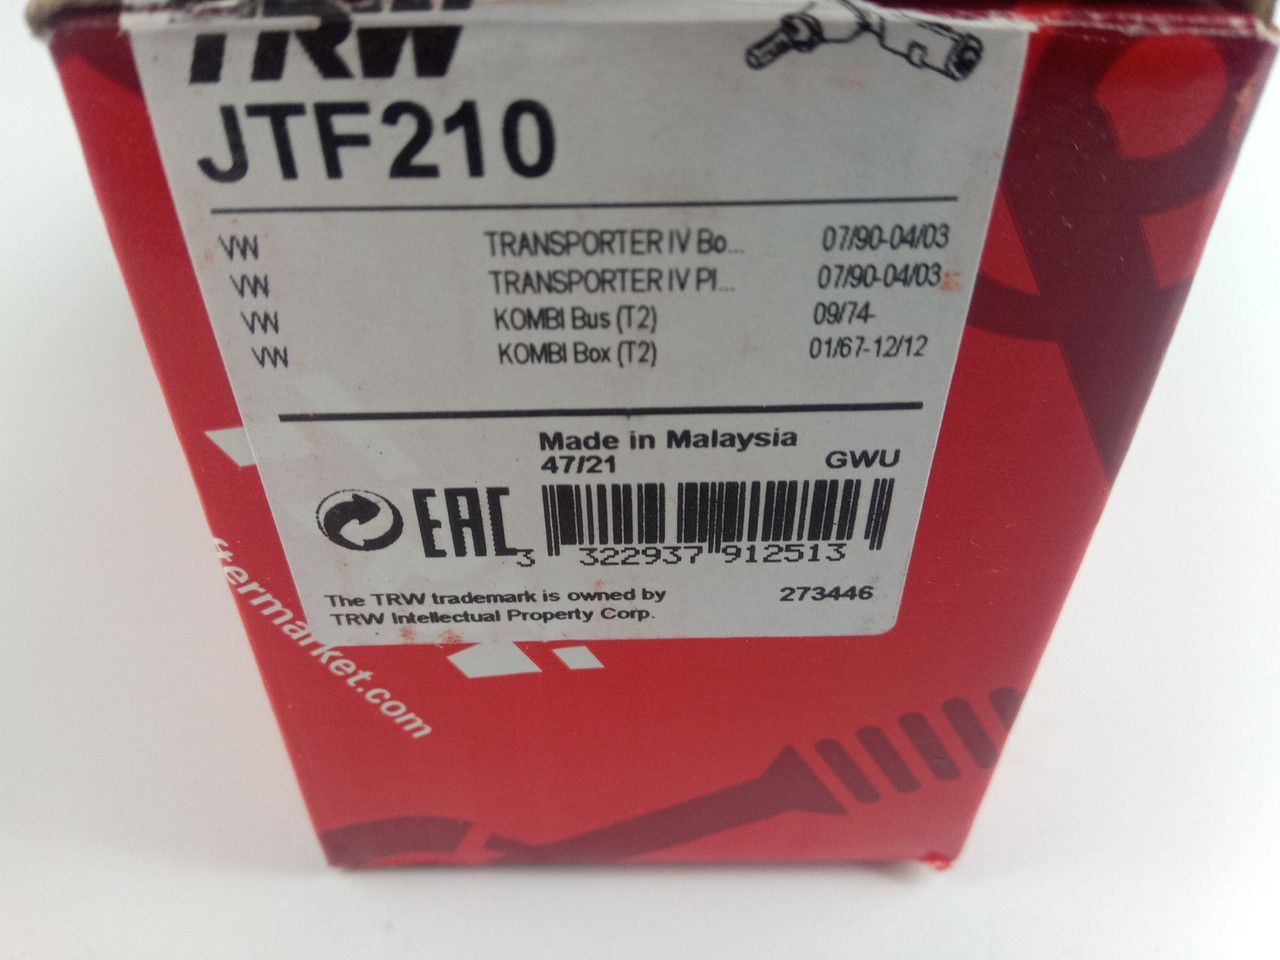 TRW
JTF210
VW TRANSPORTER IV Bo... 07/90-04/03
VW TRANSPORTER IV Pl... 07/90-04/03
VW KOMBI Bus (T2) 09/74-
VW KOMBI Box (T2) 01/67-12/12
Made in Malaysia
47/21 GWU
EAC
3 322937 912513
The TRW trademark is owned by 273446
TRW Intellectual Property Corp.
termarket.com